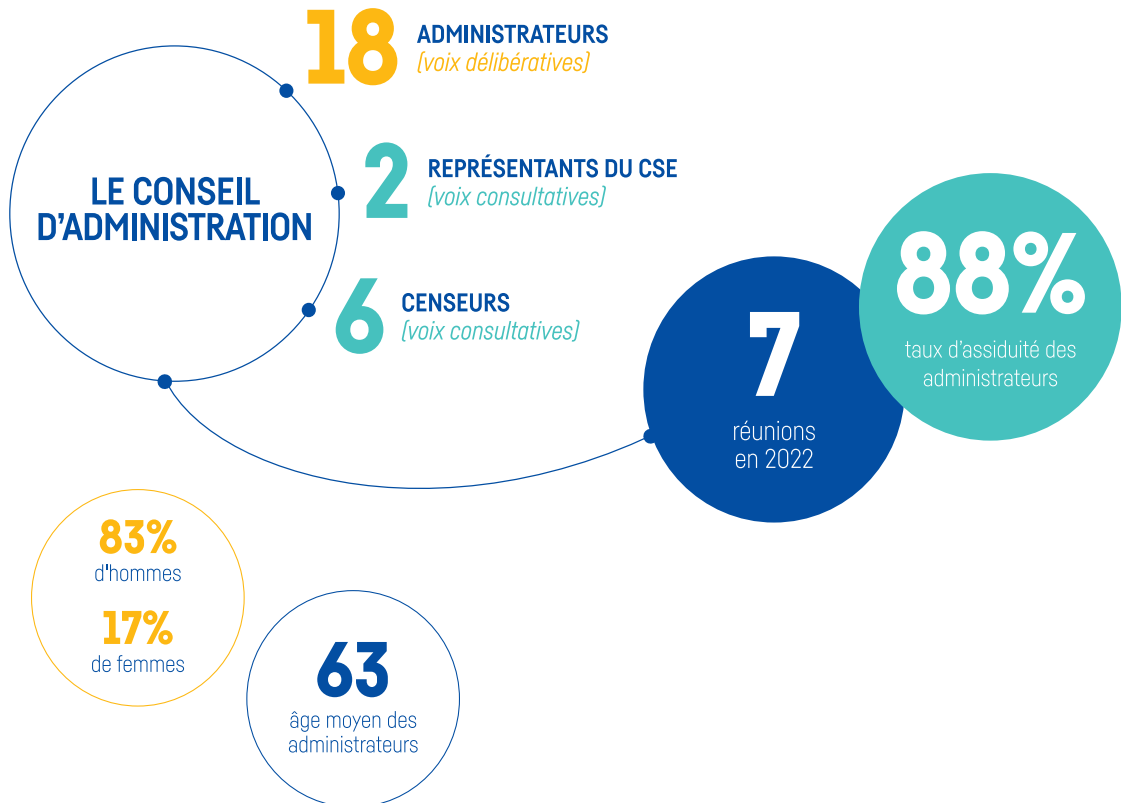 18
ADMINISTRATEURS
(voix délibératives)
LE CONSEIL
D'ADMINISTRATION
2
REPRÉSENTANTS DU CSE
(voix consultatives)
6
CENSEURS
(voix consultatives)
7
réunions
en 2022
88%
taux d'assiduité des
administrateurs
83%
d'hommes
17%
de femmes
63
âge moyen des
administrateurs